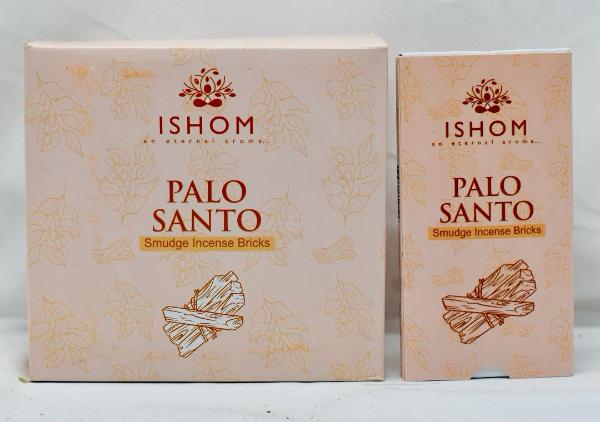 ISHOM
an eternal aroma...
PALO
SANTO
Smudge Incense Bricks
ISHOM
an eternal aroma...
PALO
SANTO
Smudge Incense Bricks